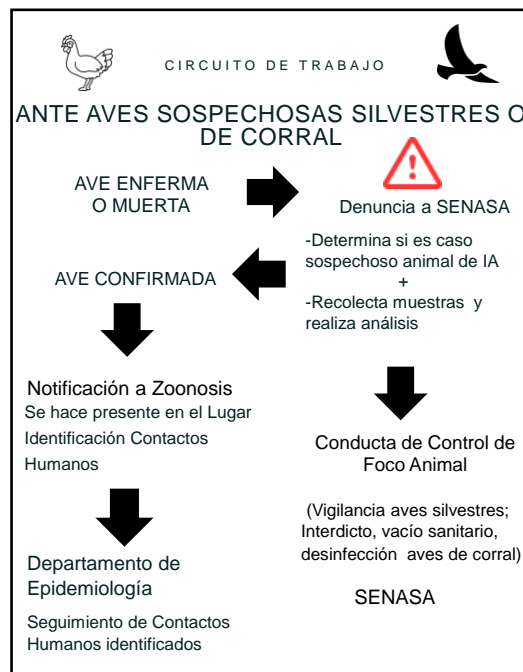 CIRCUITO DE TRABAJO
ANTE AVES SOSPECHOSAS SILVESTRES O
DE CORRAL
AVE ENFERMA
O MUERTA
Denuncia a SENASA
-Determina si es caso
sospechoso animal de IA
+
-Recolecta muestras y
realiza análisis
AVE CONFIRMADA
Notificación a Zoonosis
Se hace presente en el Lugar
Identificación Contactos
Humanos
Conducta de Control de
Foco Animal
(Vigilancia aves silvestres;
Interdicto, vacío sanitario,
desinfección aves de corral)
SENASA
Departamento de
Epidemiología
Seguimiento de Contactos
Humanos identificados